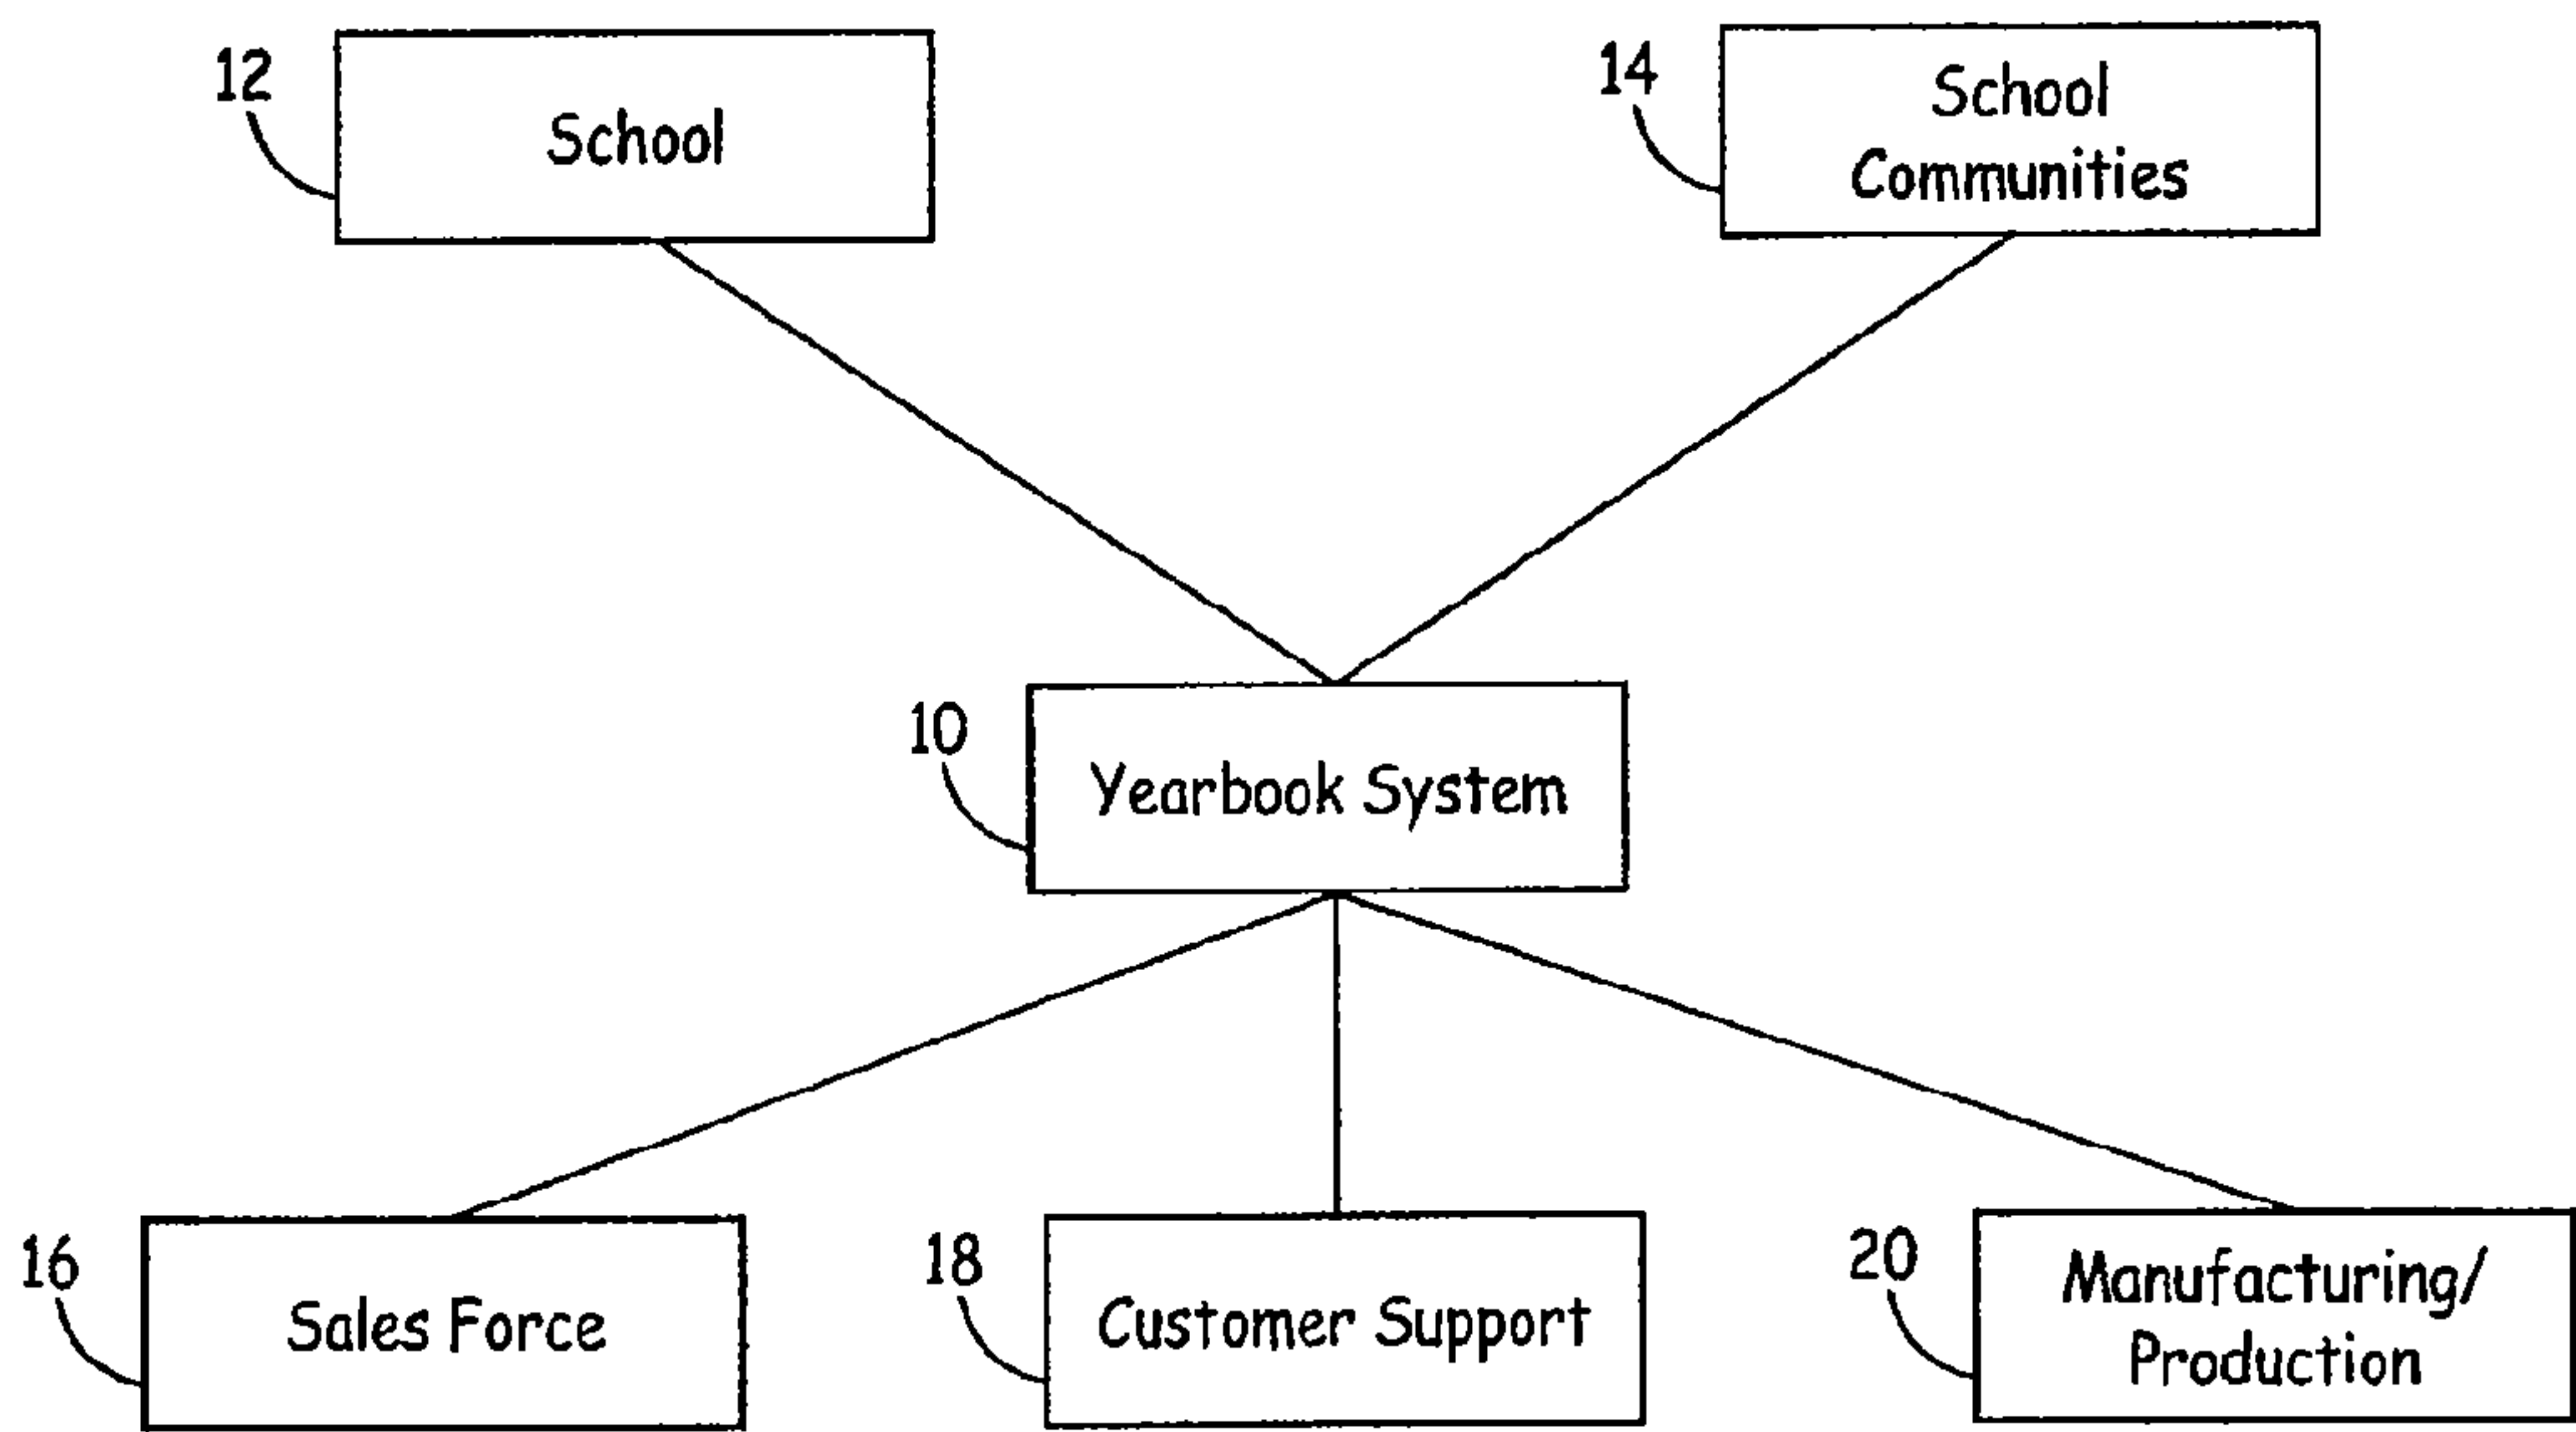 12
School
14
School
Communities
10
Yearbook System
16
Sales Force
18
Customer Support
20
Manufacturing/
Production